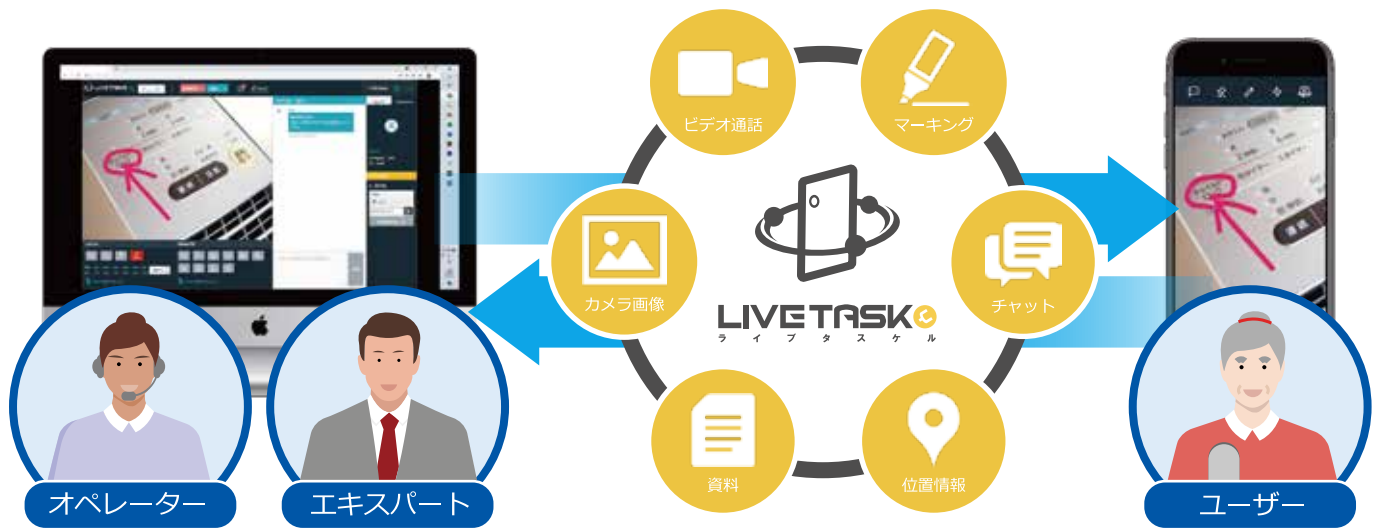 ビデオ通話
マーキング
カメラ画像
チャット
LIVETASK
ライブタスケル
資料
位置情報
オペレーター
エキスパート
ユーザー